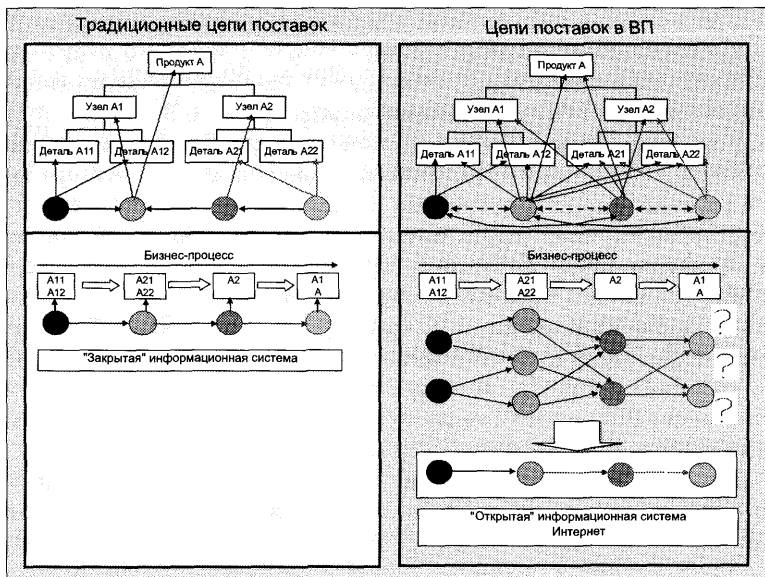 Традиционные цепи поставок
Продукт А
Узел А1
Узел А2
Деталь А11
Деталь А12
Деталь А21
Деталь А22
Бизнес-процесс
А11
А12
А21
А22
А2
А1
А
"Закрытая" информационная система
Цепи поставок в ВП
Продукт А
Узел А1
Узел А2
Деталь А11
Деталь А12
Деталь А21
Деталь А22
Бизнес-процесс
А11
А12
А21
А22
А2
А1
А
?
?
?
"Открытая" информационная система
Интернет